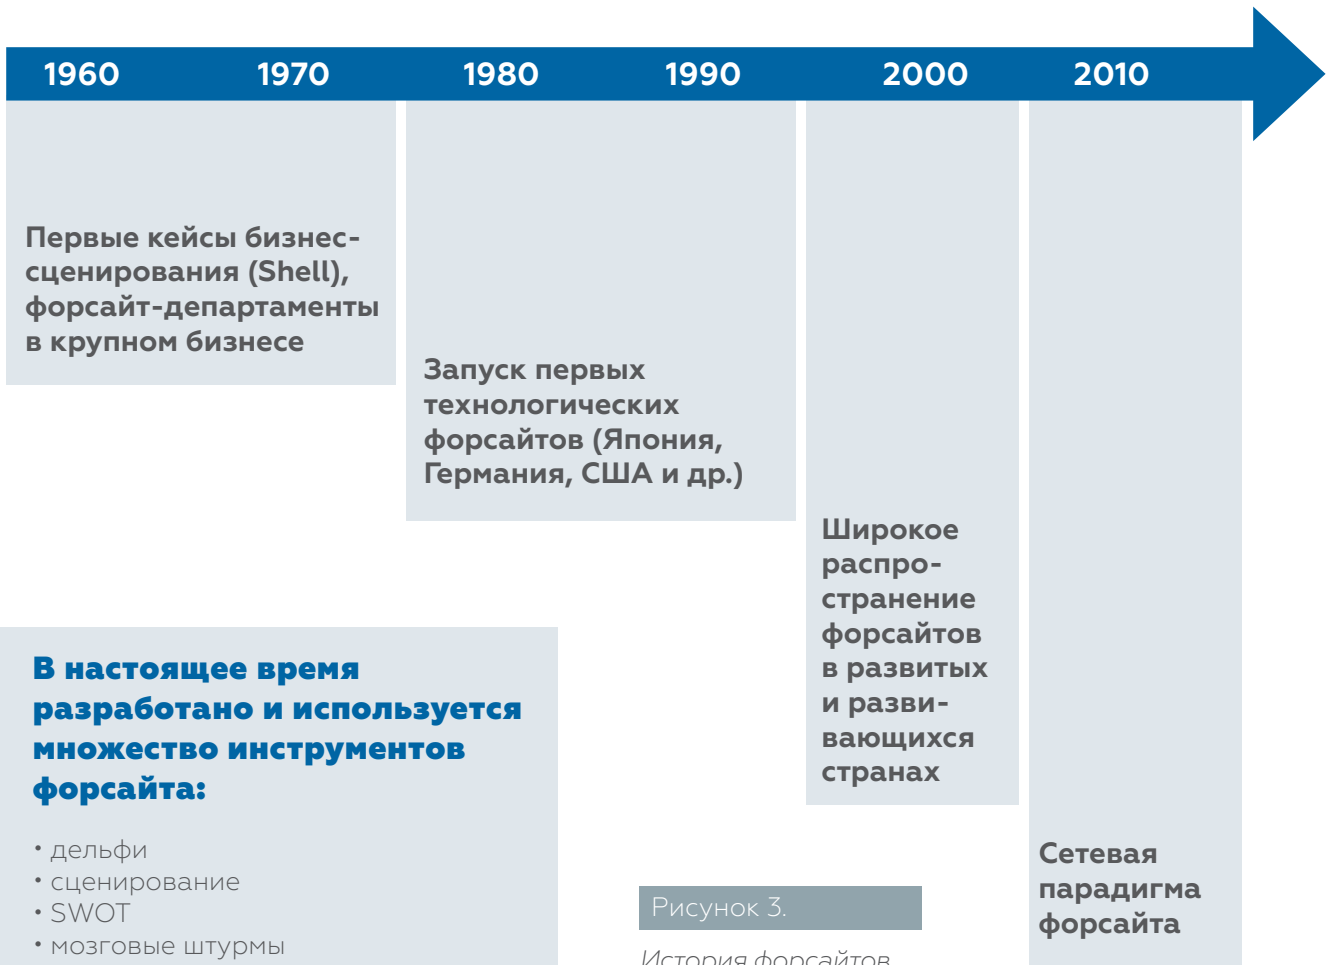 1960 1970 1980 1990 2000 2010
Первые кейсы бизнес-
сценирования (Shell),
форсайт-департаменты
в крупном бизнесе
Запуск первых
технологических
форсайтов (Япония,
Германия, США и др.)
Широкое
распро-
странение
форсайтов
в развитых
и разви-
вающихся
странах
Сетевая
парадигма
форсайта
В настоящее время
разработано и используется
множество инструментов
форсайта:
• дельфи
• сценирование
• SWOT
• мозговые штурмы
Рисунок 3.
История форсайтов